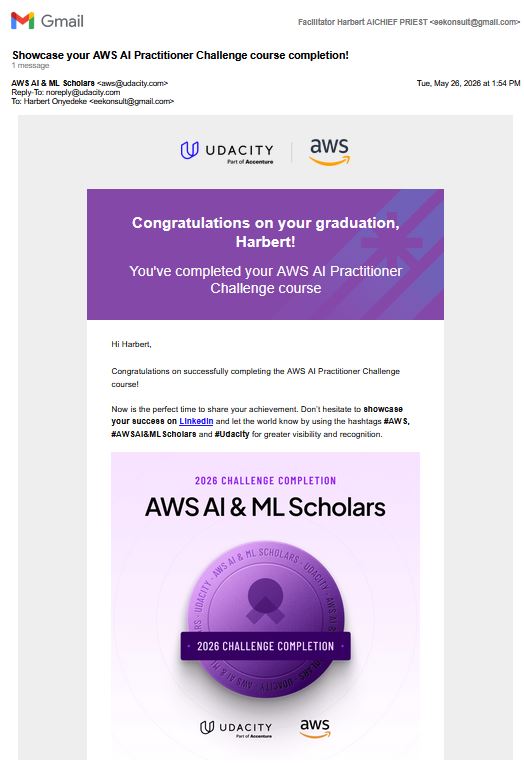 Gmail
Facilitator Harbert AICHIEF PRIEST <eekonsult@gmail.com>
Showcase your AWS AI Practitioner Challenge course completion!
1 message
AWS AI & ML Scholars <aws@udacity.com>
Tue, May 26, 2026 at 1:54 PM
Reply-To: noreply@udacity.com
To: Harbert Onyedeke <eekonsult@gmail.com>
UDACITY
Part of Accenture
aws
Congratulations on your graduation,
Harbert!
You've completed your AWS AI Practitioner
Challenge course
Hi Harbert,
Congratulations on successfully completing the AWS AI Practitioner Challenge
course!
Now is the perfect time to share your achievement. Don't hesitate to showcase
your success on LinkedIn and let the world know by using the hashtags #AWS,
#AWSAI&MLScholars and #Udacity for greater visibility and recognition.
2026 CHALLENGE COMPLETION
AWS AI & ML Scholars
UDACITY · AWS AI & ML SCHOLARS · UDACITY · AWS AI & ML SCHOLARS ·
2026 CHALLENGE COMPLETION
UDACITY
Part of Accenture
aws